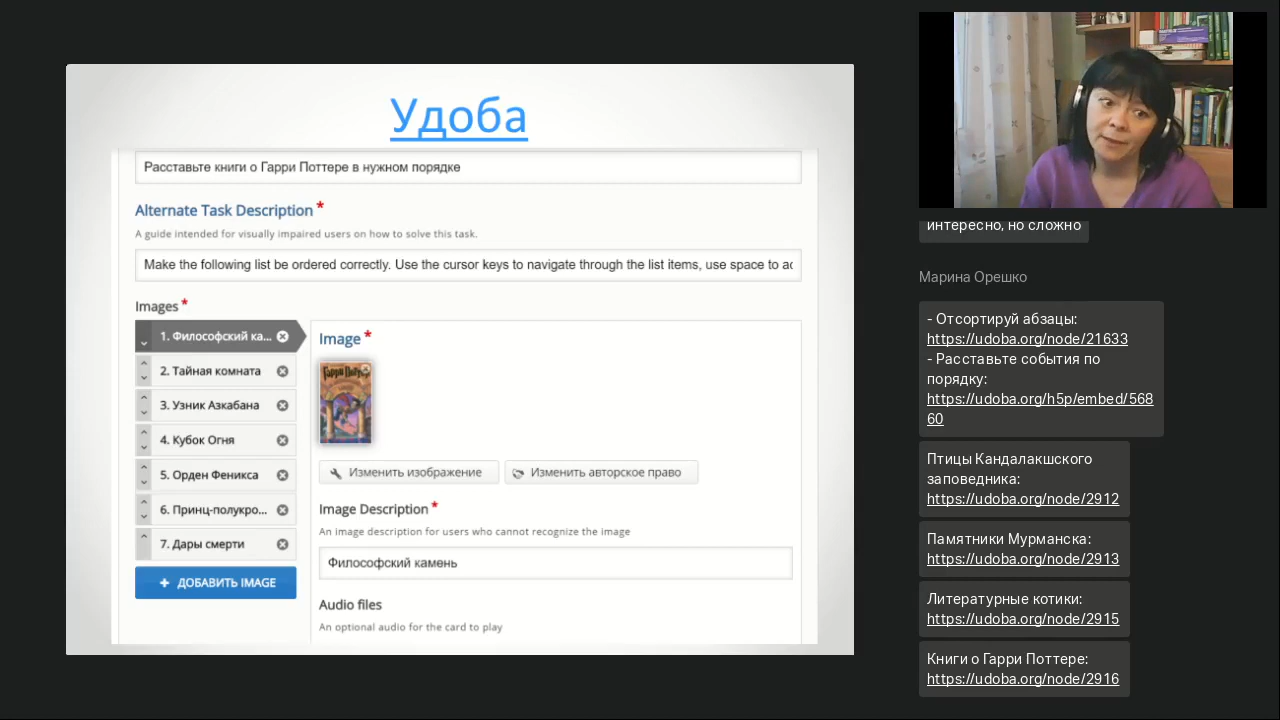 Удоба
Расставьте книги о Гарри Поттере в нужном порядке
Alternate Task Description *
A guide intended for visually impaired users on how to solve this task.
Make the following list be ordered correctly. Use the cursor keys to navigate through the list items, use space to ac
Images *
1. Философский ка...
2. Тайная комната
3. Узник Азкабана
4. Кубок Огня
5. Орден Феникса
6. Принц-полукро...
7. Дары смерти
+ ДОБАВИТЬ IMAGE
Image *
Гарри Поттер
Изменить изображение
Изменить авторское право
Image Description *
An image description for users who cannot recognize the image
Философский камень
Audio files
An optional audio for the card to play
интересно, но сложно
Марина Орешко
- Отсортируй абзацы:
https://udoba.org/node/21633
- Расставьте события по
порядку:
https://udoba.org/h5p/embed/568
60
Птицы Кандалакшского
заповедника:
https://udoba.org/node/2912
Памятники Мурманска:
https://udoba.org/node/2913
Литературные котики:
https://udoba.org/node/2915
Книги о Гарри Поттере:
https://udoba.org/node/2916